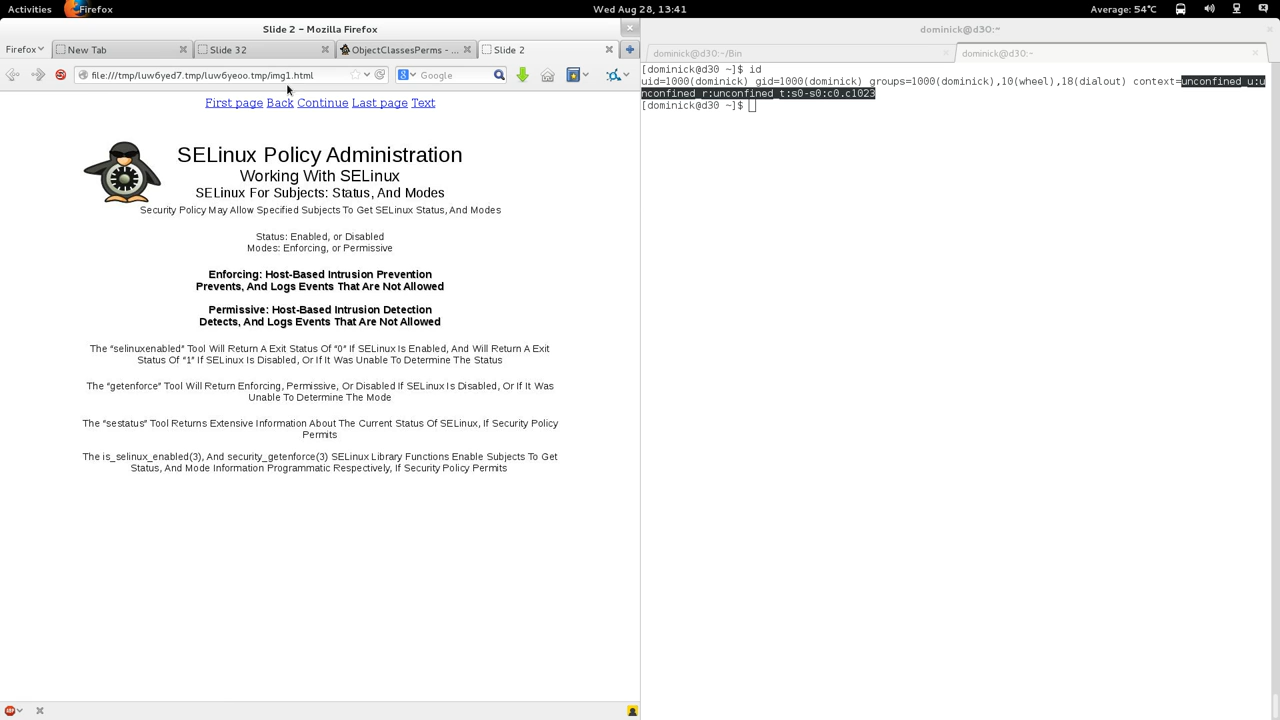 Activities
Firefox
Wed Aug 28, 13:41
Average: 54°C
Slide 2 - Mozilla Firefox
Firefox
New Tab
Slide 32
ObjectClassesPerms - ...
Slide 2
file:///tmp/luw6yed7.tmp/luw6yeoo.tmp/img1.html
Google
First page Back Continue Last page Text
SELinux Policy Administration
Working With SELinux
SELinux For Subjects: Status, And Modes
Security Policy May Allow Specified Subjects To Get SELinux Status, And Modes
Status: Enabled, or Disabled
Modes: Enforcing, or Permissive
Enforcing: Host-Based Intrusion Prevention
Prevents, And Logs Events That Are Not Allowed
Permissive: Host-Based Intrusion Detection
Detects, And Logs Events That Are Not Allowed
The "selinuxenabled" Tool Will Return A Exit Status Of "0" If SELinux Is Enabled, And Will Return A Exit
Status Of "1" If SELinux Is Disabled, Or If It Was Unable To Determine The Status
The "getenforce" Tool Will Return Enforcing, Permissive, Or Disabled If SELinux Is Disabled, Or If It Was
Unable To Determine The Mode
The "sestatus" Tool Returns Extensive Information About The Current Status Of SELinux, If Security Policy
Permits
The is_selinux_enabled(3), And security_getenforce(3) SELinux Library Functions Enable Subjects To Get
Status, And Mode Information Programmatic Respectively, If Security Policy Permits
ABP
dominick@d30:~
dominick@d30:~/Bin
dominick@d30:~
[dominick@d30 ~]$ id
uid=1000(dominick) gid=1000(dominick) groups=1000(dominick),10(wheel),18(dialout) context=unconfined_u:u
nconfined_r:unconfined_t:s0-s0:c0.c1023
[dominick@d30 ~]$